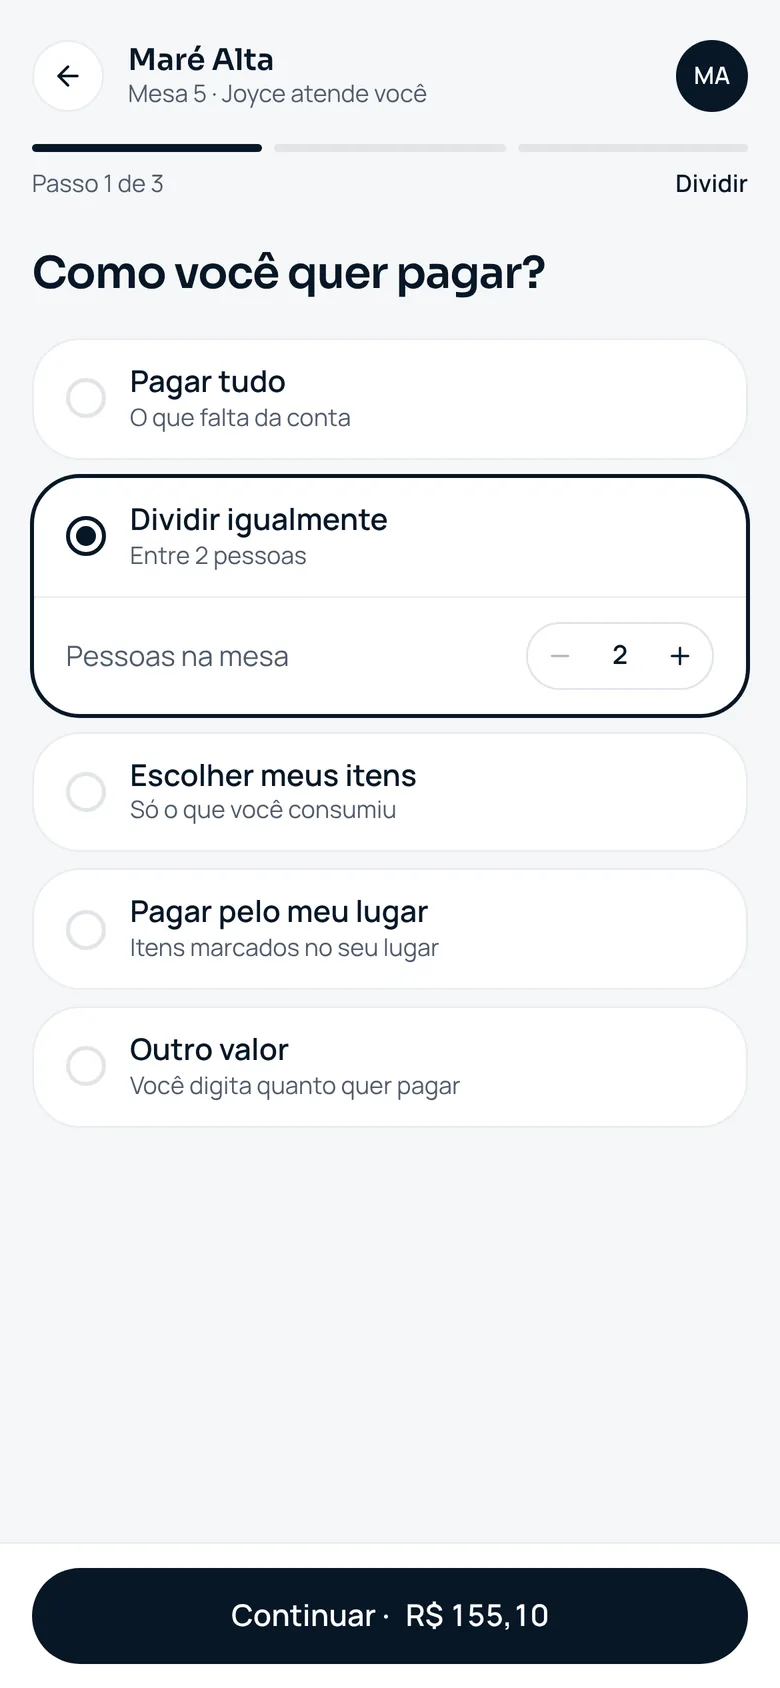 Maré Alta
Mesa 5 · Joyce atende você
MA
Passo 1 de 3
Dividir
Como você quer pagar?
Pagar tudo
O que falta da conta
Dividir igualmente
Entre 2 pessoas
Pessoas na mesa
− 2 +
Escolher meus itens
Só o que você consumiu
Pagar pelo meu lugar
Itens marcados no seu lugar
Outro valor
Você digita quanto quer pagar
Continuar · R$ 155,10